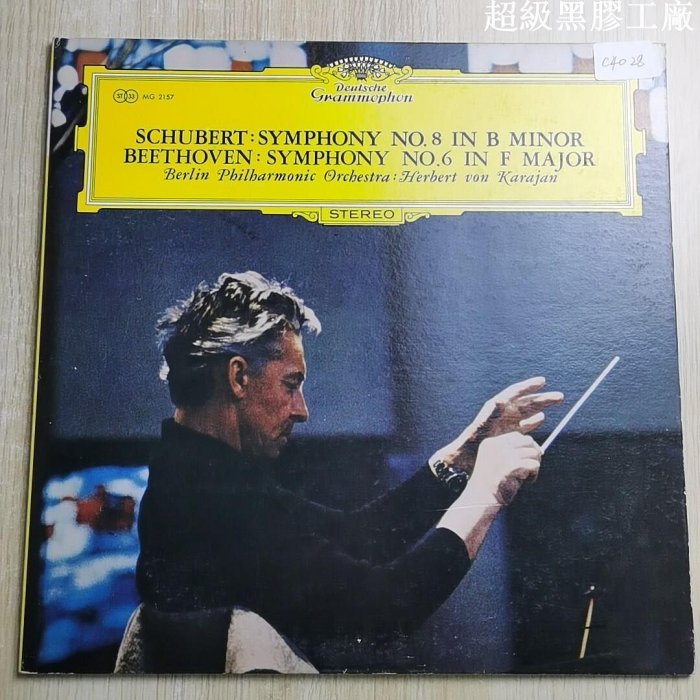 超級黑膠工廠
C4028
Deutsche
Grammophon
ST 33 MG 2157
SCHUBERT: SYMPHONY NO. 8 IN B MINOR
BEETHOVEN: SYMPHONY NO. 6 IN F MAJOR
Berlin Philharmonic Orchestra: Herbert von Karajan
STEREO